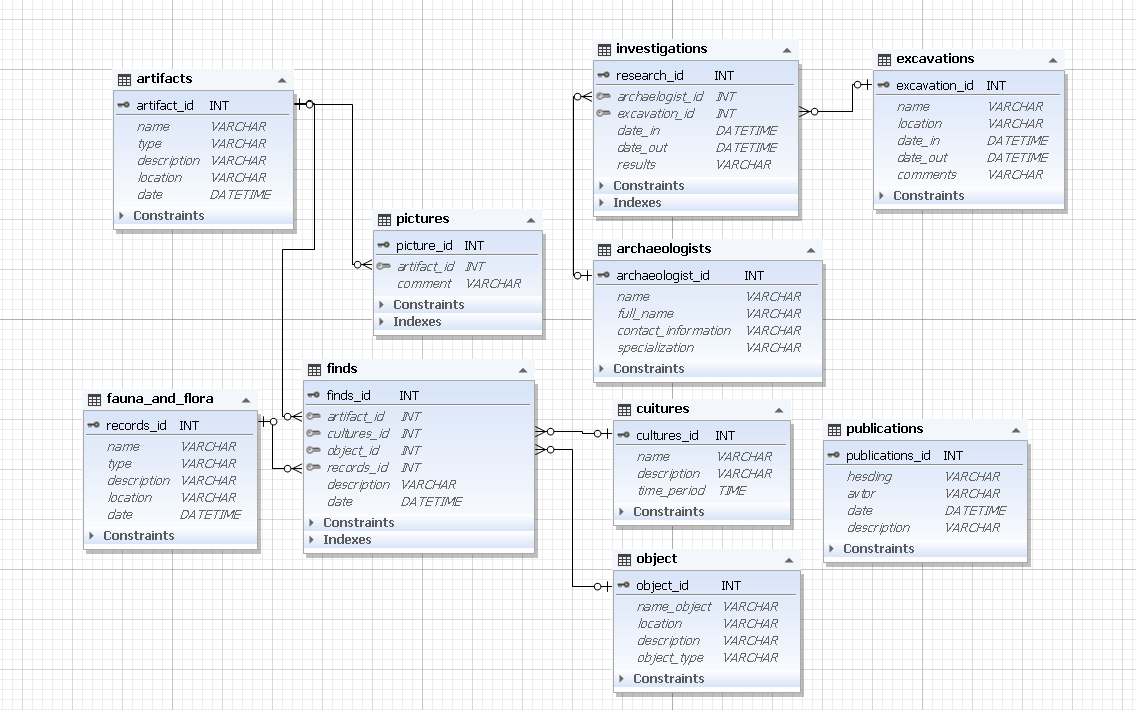 artifacts
artifact_id INT
name VARCHAR
type VARCHAR
description VARCHAR
location VARCHAR
date DATETIME
Constraints
pictures
picture_id INT
artifact_id INT
comment VARCHAR
Constraints
Indexes
investigations
research_id INT
archaelogist_id INT
excavation_id INT
date_in DATETIME
date_out DATETIME
results VARCHAR
Constraints
Indexes
excavations
excavation_id INT
name VARCHAR
location VARCHAR
date_in DATETIME
date_out DATETIME
comments VARCHAR
Constraints
archaeologists
archaeologist_id INT
name VARCHAR
full_name VARCHAR
contact_information VARCHAR
specialization VARCHAR
Constraints
fauna_and_flora
records_id INT
name VARCHAR
type VARCHAR
description VARCHAR
location VARCHAR
date DATETIME
Constraints
finds
finds_id INT
artifact_id INT
cultures_id INT
object_id INT
records_id INT
description VARCHAR
date DATETIME
Constraints
Indexes
cuitures
cultures_id INT
name VARCHAR
description VARCHAR
time_period TIME
Constraints
publications
publications_id INT
hesding VARCHAR
avtor VARCHAR
date DATETIME
description VARCHAR
Constraints
object
object_id INT
name_object VARCHAR
location VARCHAR
description VARCHAR
object_type VARCHAR
Constraints